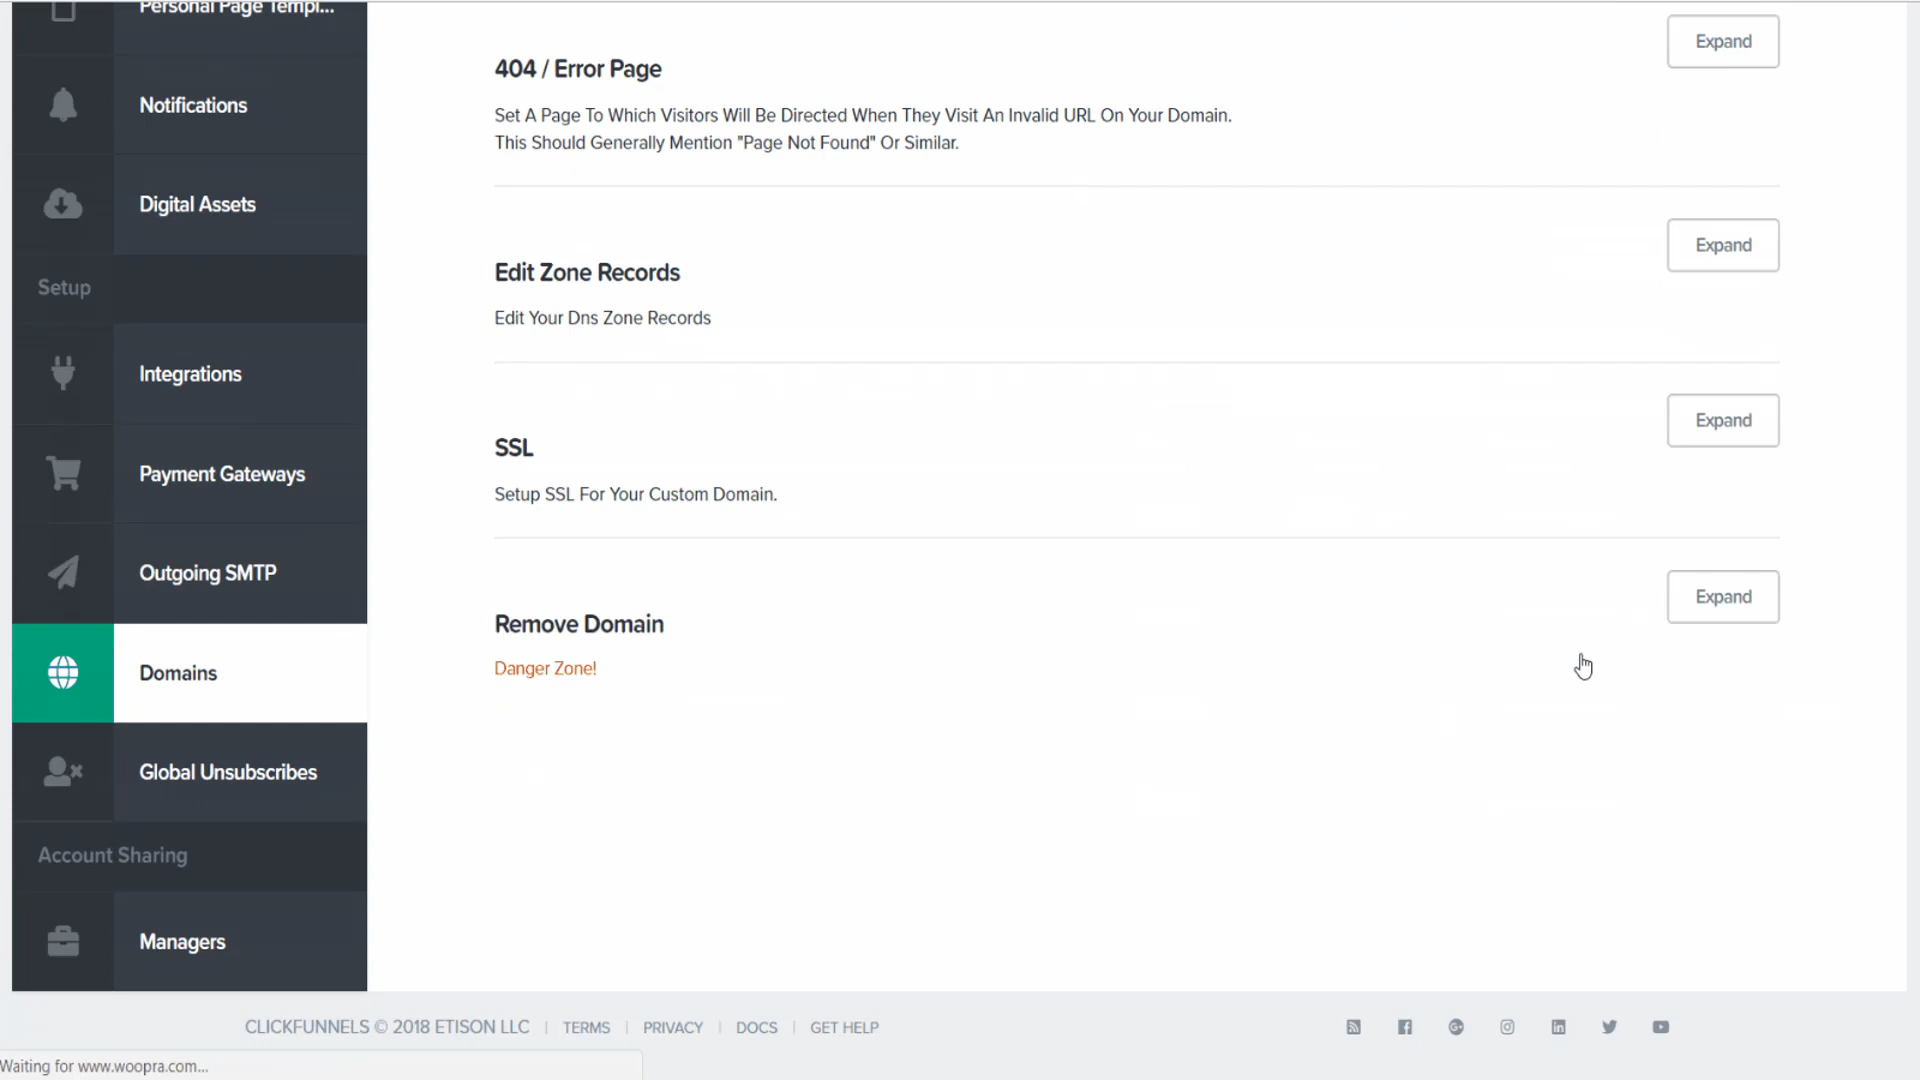 Personal Page Templ...
Notifications
Digital Assets
Setup
Integrations
Payment Gateways
Outgoing SMTP
Domains
Global Unsubscribes
Account Sharing
Managers
Expand
404 / Error Page
Set A Page To Which Visitors Will Be Directed When They Visit An Invalid URL On Your Domain.
This Should Generally Mention "Page Not Found" Or Similar.
Expand
Edit Zone Records
Edit Your Dns Zone Records
Expand
SSL
Setup SSL For Your Custom Domain.
Expand
Remove Domain
Danger Zone!
CLICKFUNNELS © 2018 ETISON LLC | TERMS | PRIVACY | DOCS | GET HELP
Waiting for www.woopra.com...